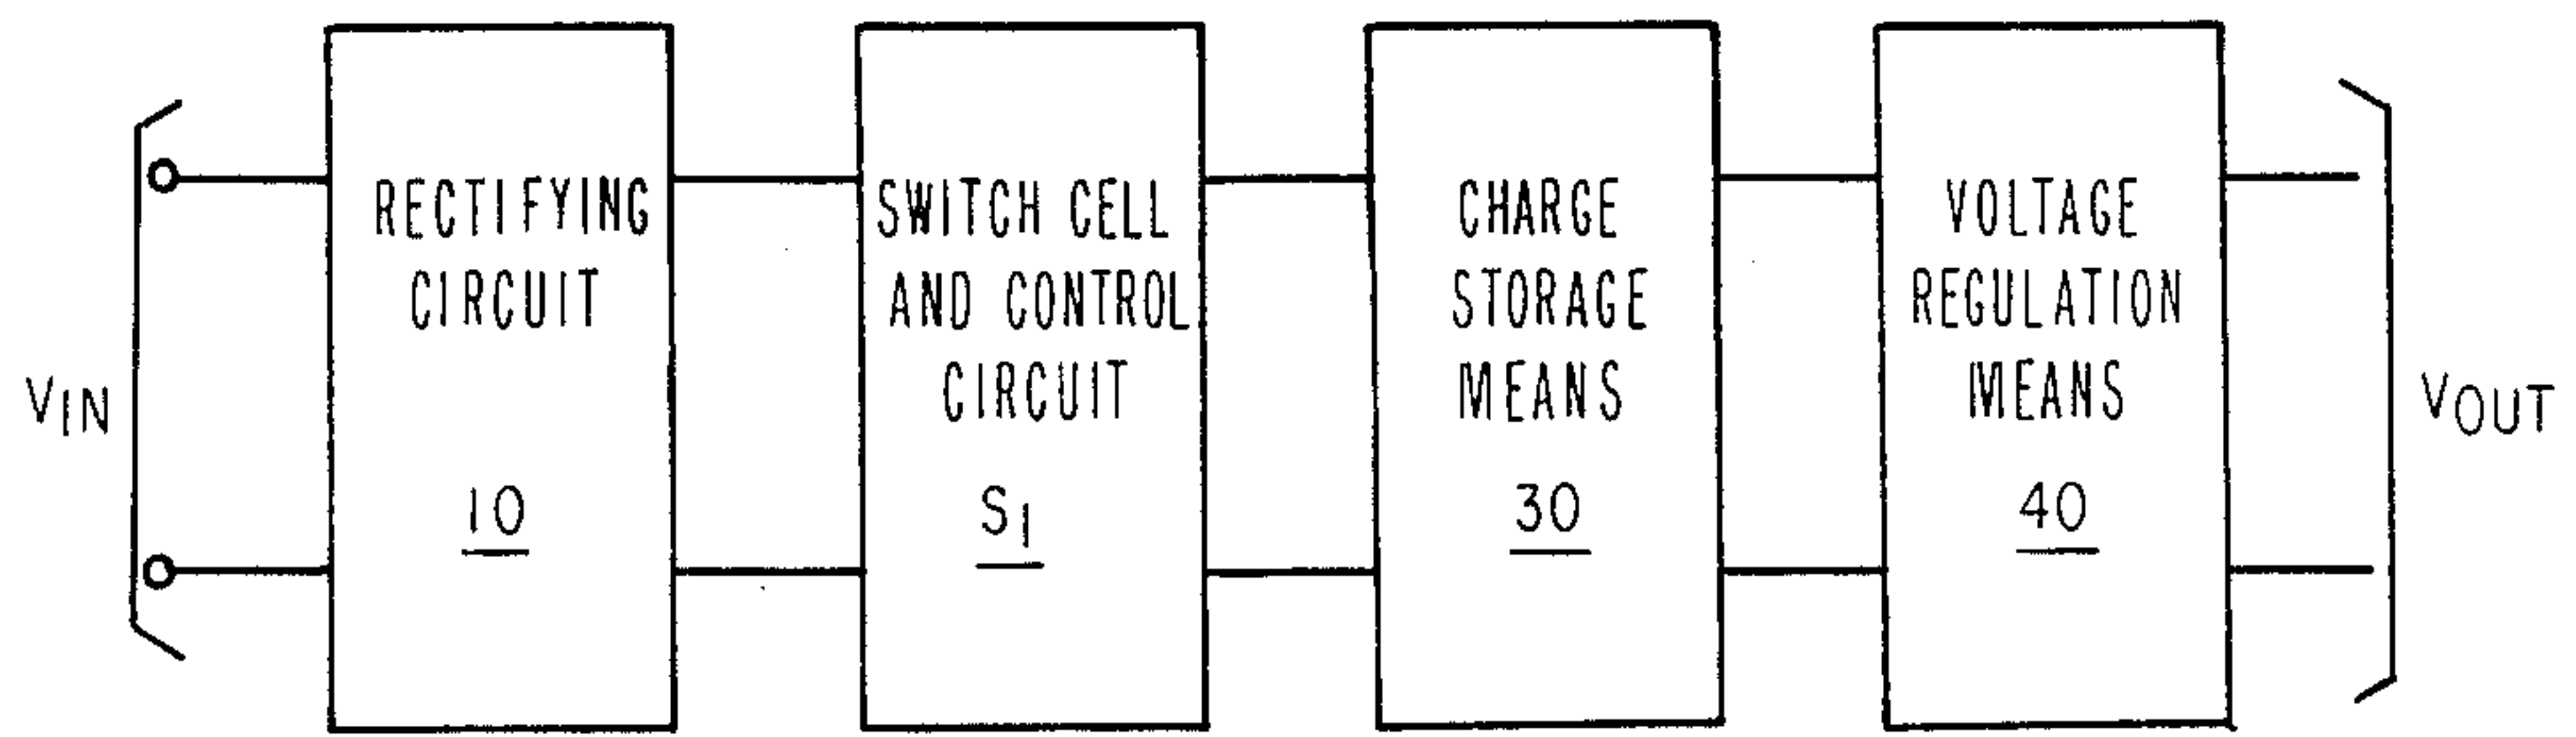 VIN
RECTIFYING
CIRCUIT
10
SWITCH CELL
AND CONTROL
CIRCUIT
S1
CHARGE
STORAGE
MEANS
30
VOLTAGE
REGULATION
MEANS
40
VOUT